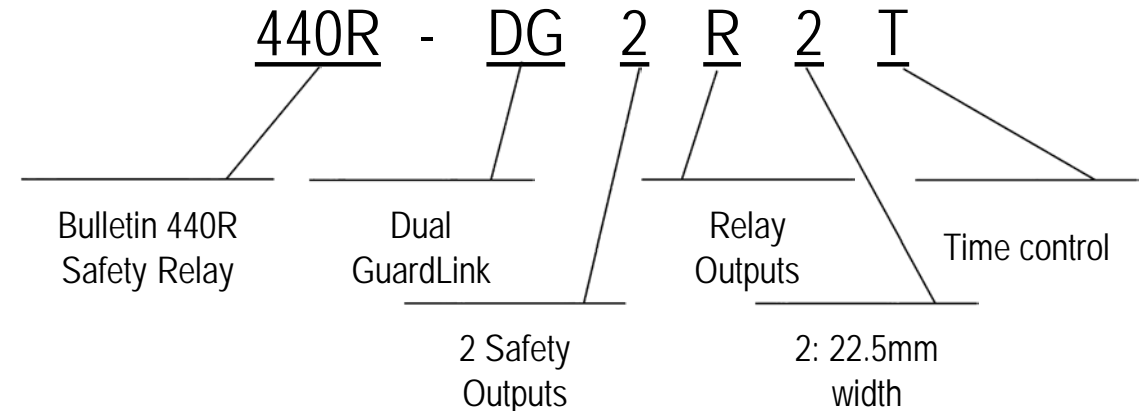 440R - DG 2 R 2 T
Bulletin 440R
Safety Relay
Dual
GuardLink
Relay
Outputs
Time control
2 Safety
Outputs
2: 22.5mm
width